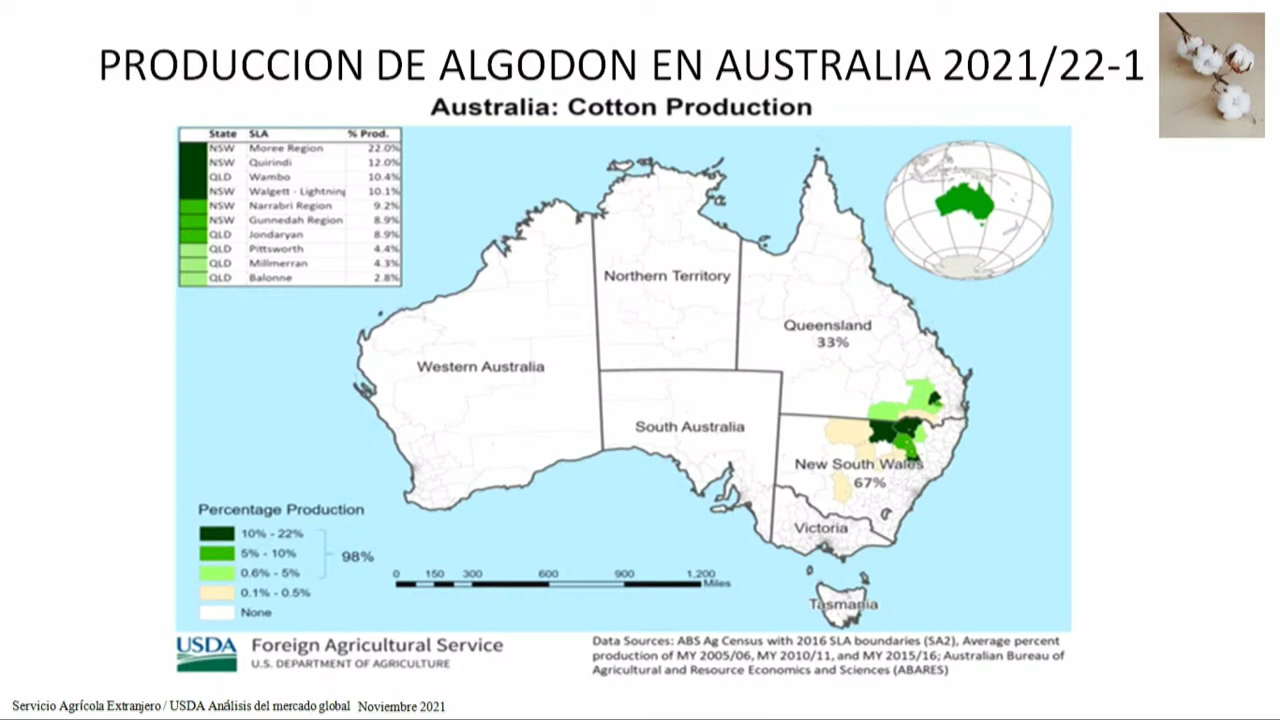 PRODUCCION DE ALGODON EN AUSTRALIA 2021/22-1
Australia: Cotton Production
State SLA % Prod.
NSW Moree Region 22.0%
NSW Quirindi 12.0%
QLD Wambo 10.4%
NSW Walgett - Lightning 10.1%
NSW Narrabri Region 9.2%
NSW Gunnedah Region 8.9%
QLD Jondaryan 8.9%
QLD Pittsworth 4.4%
QLD Millmerran 4.3%
QLD Balonne 2.8%
Northern Territory
Queensland
33%
Western Australia
South Australia
New South Wales
67%
Victoria
Tasmania
Percentage Production
10% - 22%
5% - 10%
0.6% - 5%
98%
0.1% - 0.5%
None
0 150 300 600 900 1,200
Miles
USDA Foreign Agricultural Service
U.S. DEPARTMENT OF AGRICULTURE
Data Sources: ABS Ag Census with 2016 SLA boundaries (SA2), Average percent
production of MY 2005/06, MY 2010/11, and MY 2015/16; Australian Bureau of
Agricultural and Resource Economics and Sciences (ABARES)
Servicio Agrícola Extranjero / USDA Análisis del mercado global Noviembre 2021